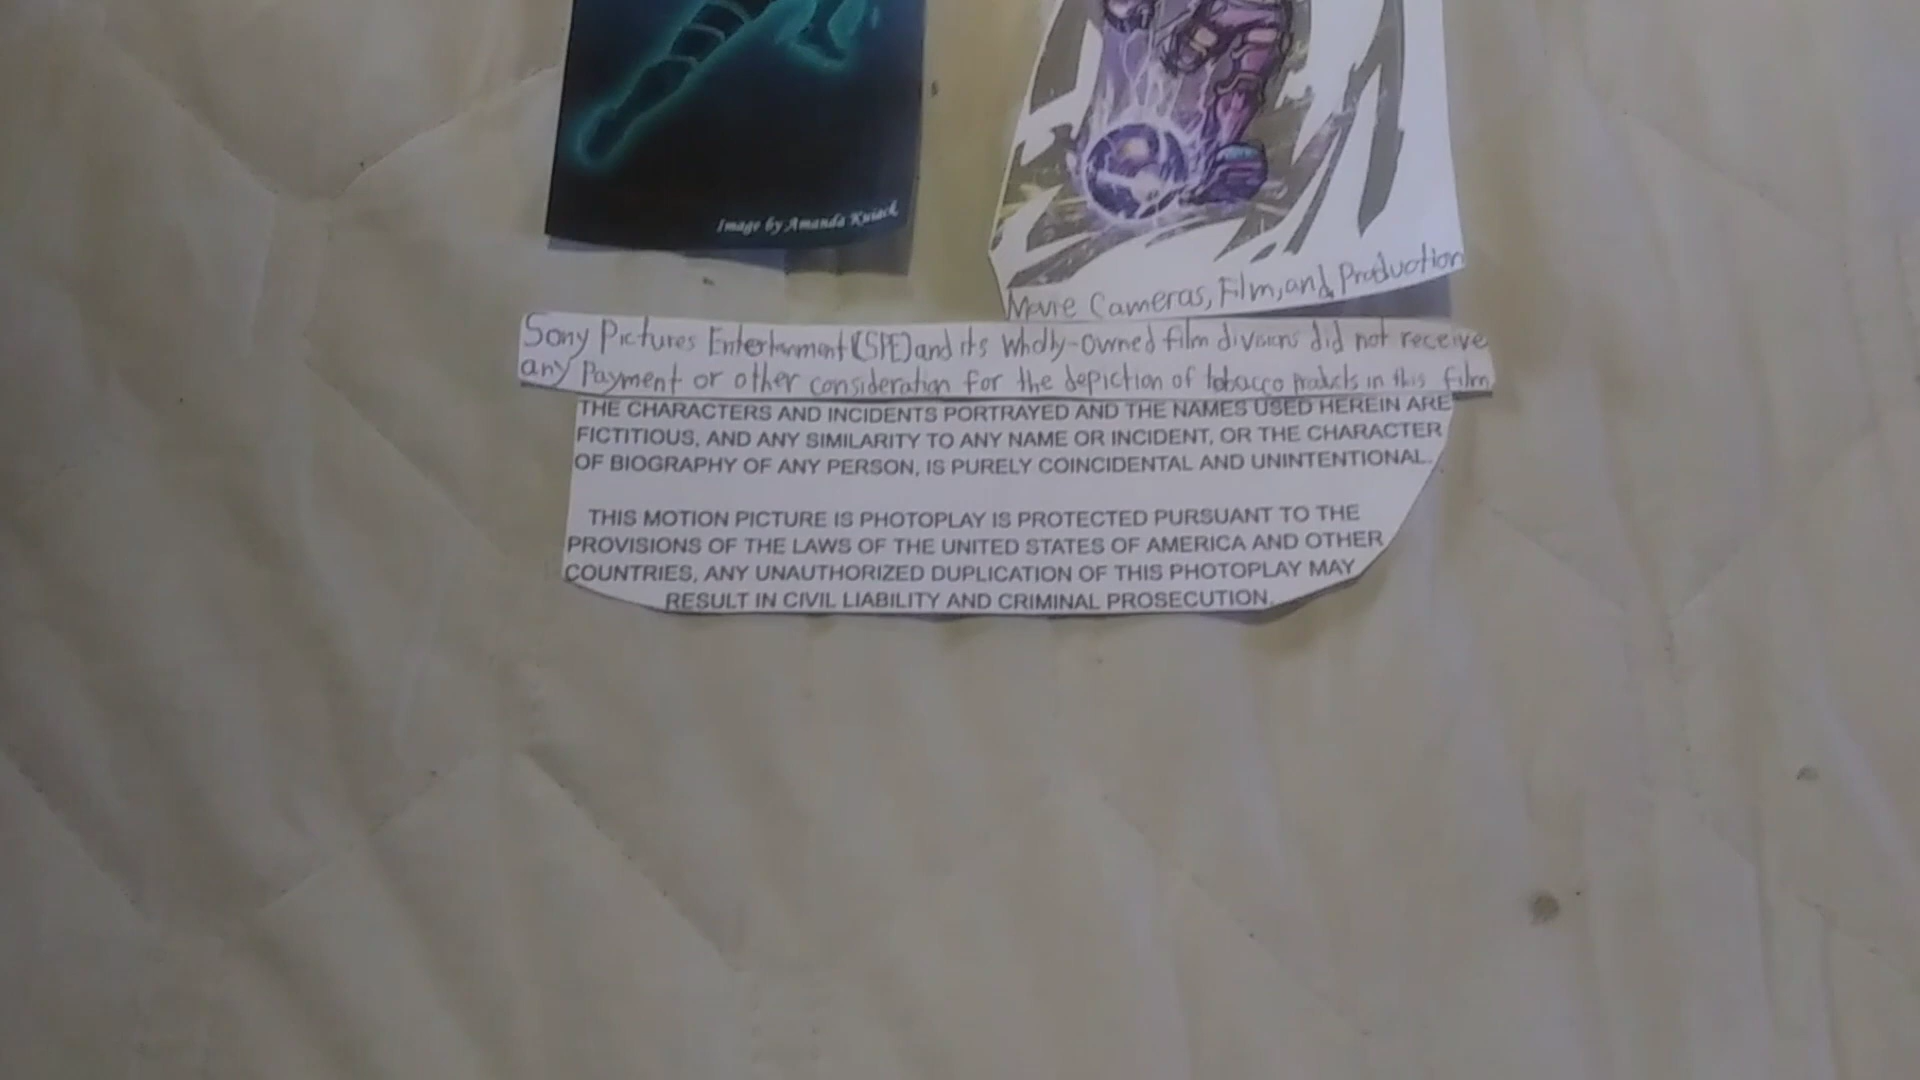 Image by Amanda Kuiack
Movie Cameras, Film, and Production
Sony Pictures Entertainment (SPE) and its wholly-owned film divisions did not receive
any Payment or other consideration for the depiction of tobacco products in this film
THE CHARACTERS AND INCIDENTS PORTRAYED AND THE NAMES USED HEREIN ARE
FICTITIOUS, AND ANY SIMILARITY TO ANY NAME OR INCIDENT, OR THE CHARACTER
OF BIOGRAPHY OF ANY PERSON, IS PURELY COINCIDENTAL AND UNINTENTIONAL.
THIS MOTION PICTURE IS PHOTOPLAY IS PROTECTED PURSUANT TO THE
PROVISIONS OF THE LAWS OF THE UNITED STATES OF AMERICA AND OTHER
COUNTRIES, ANY UNAUTHORIZED DUPLICATION OF THIS PHOTOPLAY MAY
RESULT IN CIVIL LIABILITY AND CRIMINAL PROSECUTION.